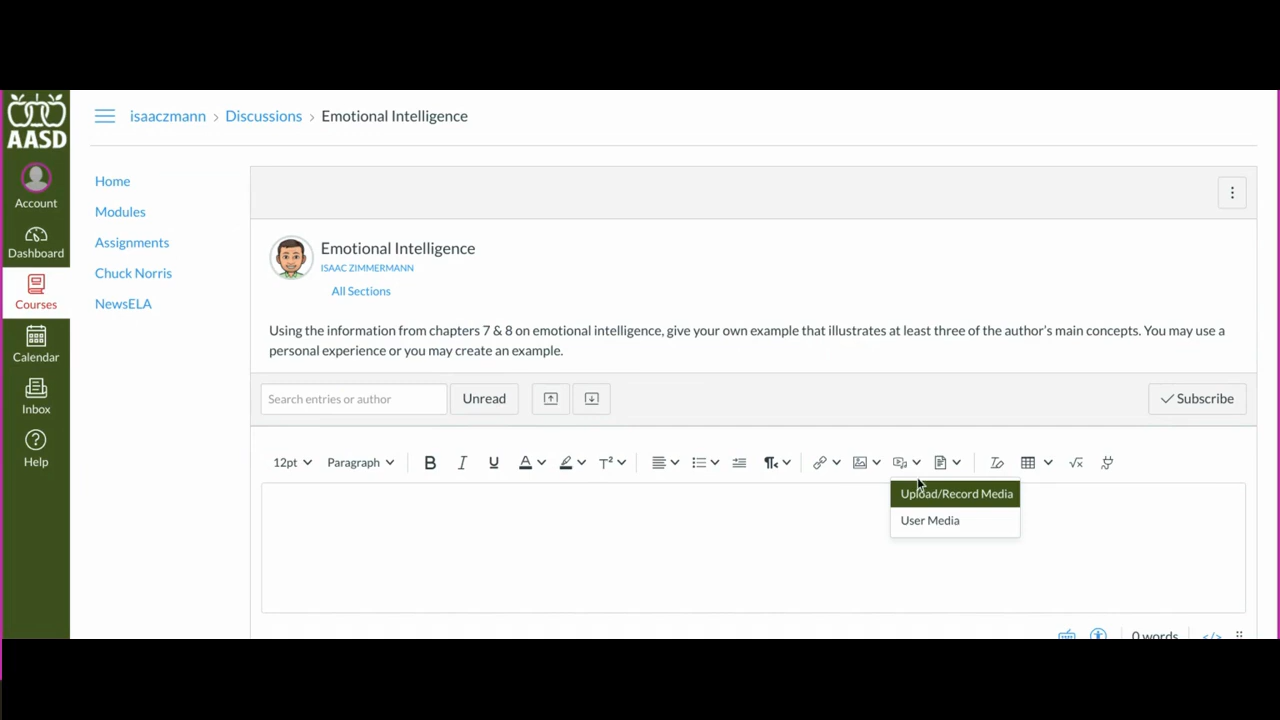 AASD
Account
Dashboard
Courses
Calendar
Inbox
Help
isaaczmann › Discussions › Emotional Intelligence
Home
Modules
Assignments
Chuck Norris
NewsELA
Emotional Intelligence
ISAAC ZIMMERMANN
All Sections
Using the information from chapters 7 & 8 on emotional intelligence, give your own example that illustrates at least three of the author's main concepts. You may use a
personal experience or you may create an example.
Search entries or author Unread Subscribe
12pt Paragraph B I U A T²
Upload/Record Media
User Media
0 words </>